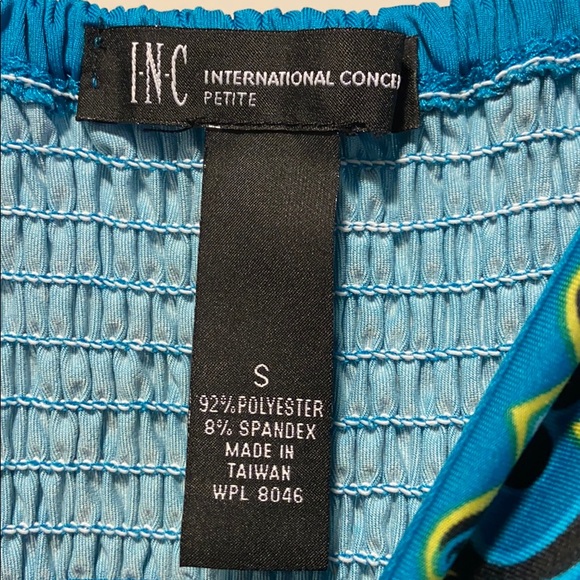 I·N·C INTERNATIONAL CONCE
PETITE
S
92% POLYESTER
8% SPANDEX
MADE IN
TAIWAN
WPL 8046